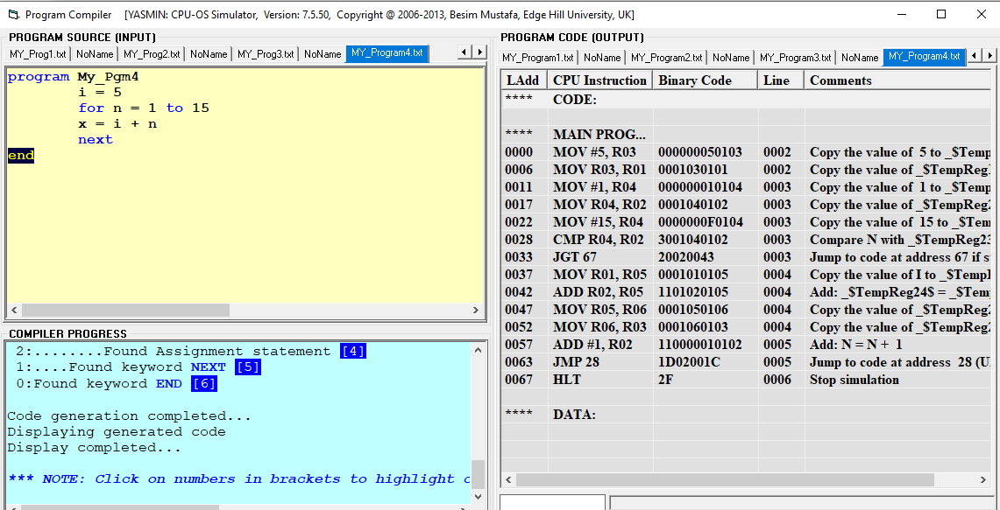 Program Compiler [YASMIN: CPU-OS Simulator, Version: 7.5.50, Copyright @ 2006-2013, Besim Mustafa, Edge Hill University, UK]
PROGRAM SOURCE (INPUT)
MY_Prog1.txt NoName MY_Prog2.txt NoName MY_Prog3.txt NoName MY_Program4.txt
program My_Pgm4
i = 5
for n = 1 to 15
x = i + n
next
end
COMPILER PROGRESS
2:........Found Assignment statement [4]
1:....Found keyword NEXT [5]
0:Found keyword END [6]
Code generation completed...
Displaying generated code
Display completed...
*** NOTE: Click on numbers in brackets to highlight
PROGRAM CODE (OUTPUT)
MY_Program1.txt NoName MY_Program2.txt NoName MY_Program3.txt NoName MY_Program4.txt
LAdd CPU Instruction Binary Code Line Comments
**** CODE:
**** MAIN PROG...
0000 MOV #5, R03 000000050103 0002 Copy the value of 5 to _$Temp
0006 MOV R03, R01 0001030101 0002 Copy the value of _$TempReg
0011 MOV #1, R04 000000010104 0003 Copy the value of 1 to _$Temp
0017 MOV R04, R02 0001040102 0003 Copy the value of _$TempReg2
0022 MOV #15, R04 0000000F0104 0003 Copy the value of 15 to _$Tem
0028 CMP R04, R02 3001040102 0003 Compare N with _$TempReg23
0033 JGT 67 20020043 0003 Jump to code at address 67 if s
0037 MOV R01, R05 0001010105 0004 Copy the value of I to _$Temp
0042 ADD R02, R05 1101020105 0004 Add: _$TempReg24$ = _$Tem
0047 MOV R05, R06 0001050106 0004 Copy the value of _$TempReg2
0052 MOV R06, R03 0001060103 0004 Copy the value of _$TempReg2
0057 ADD #1, R02 110000010102 0005 Add: N = N + 1
0063 JMP 28 1D02001C 0005 Jump to code at address 28 (U
0067 HLT 2F 0006 Stop simulation
**** DATA: